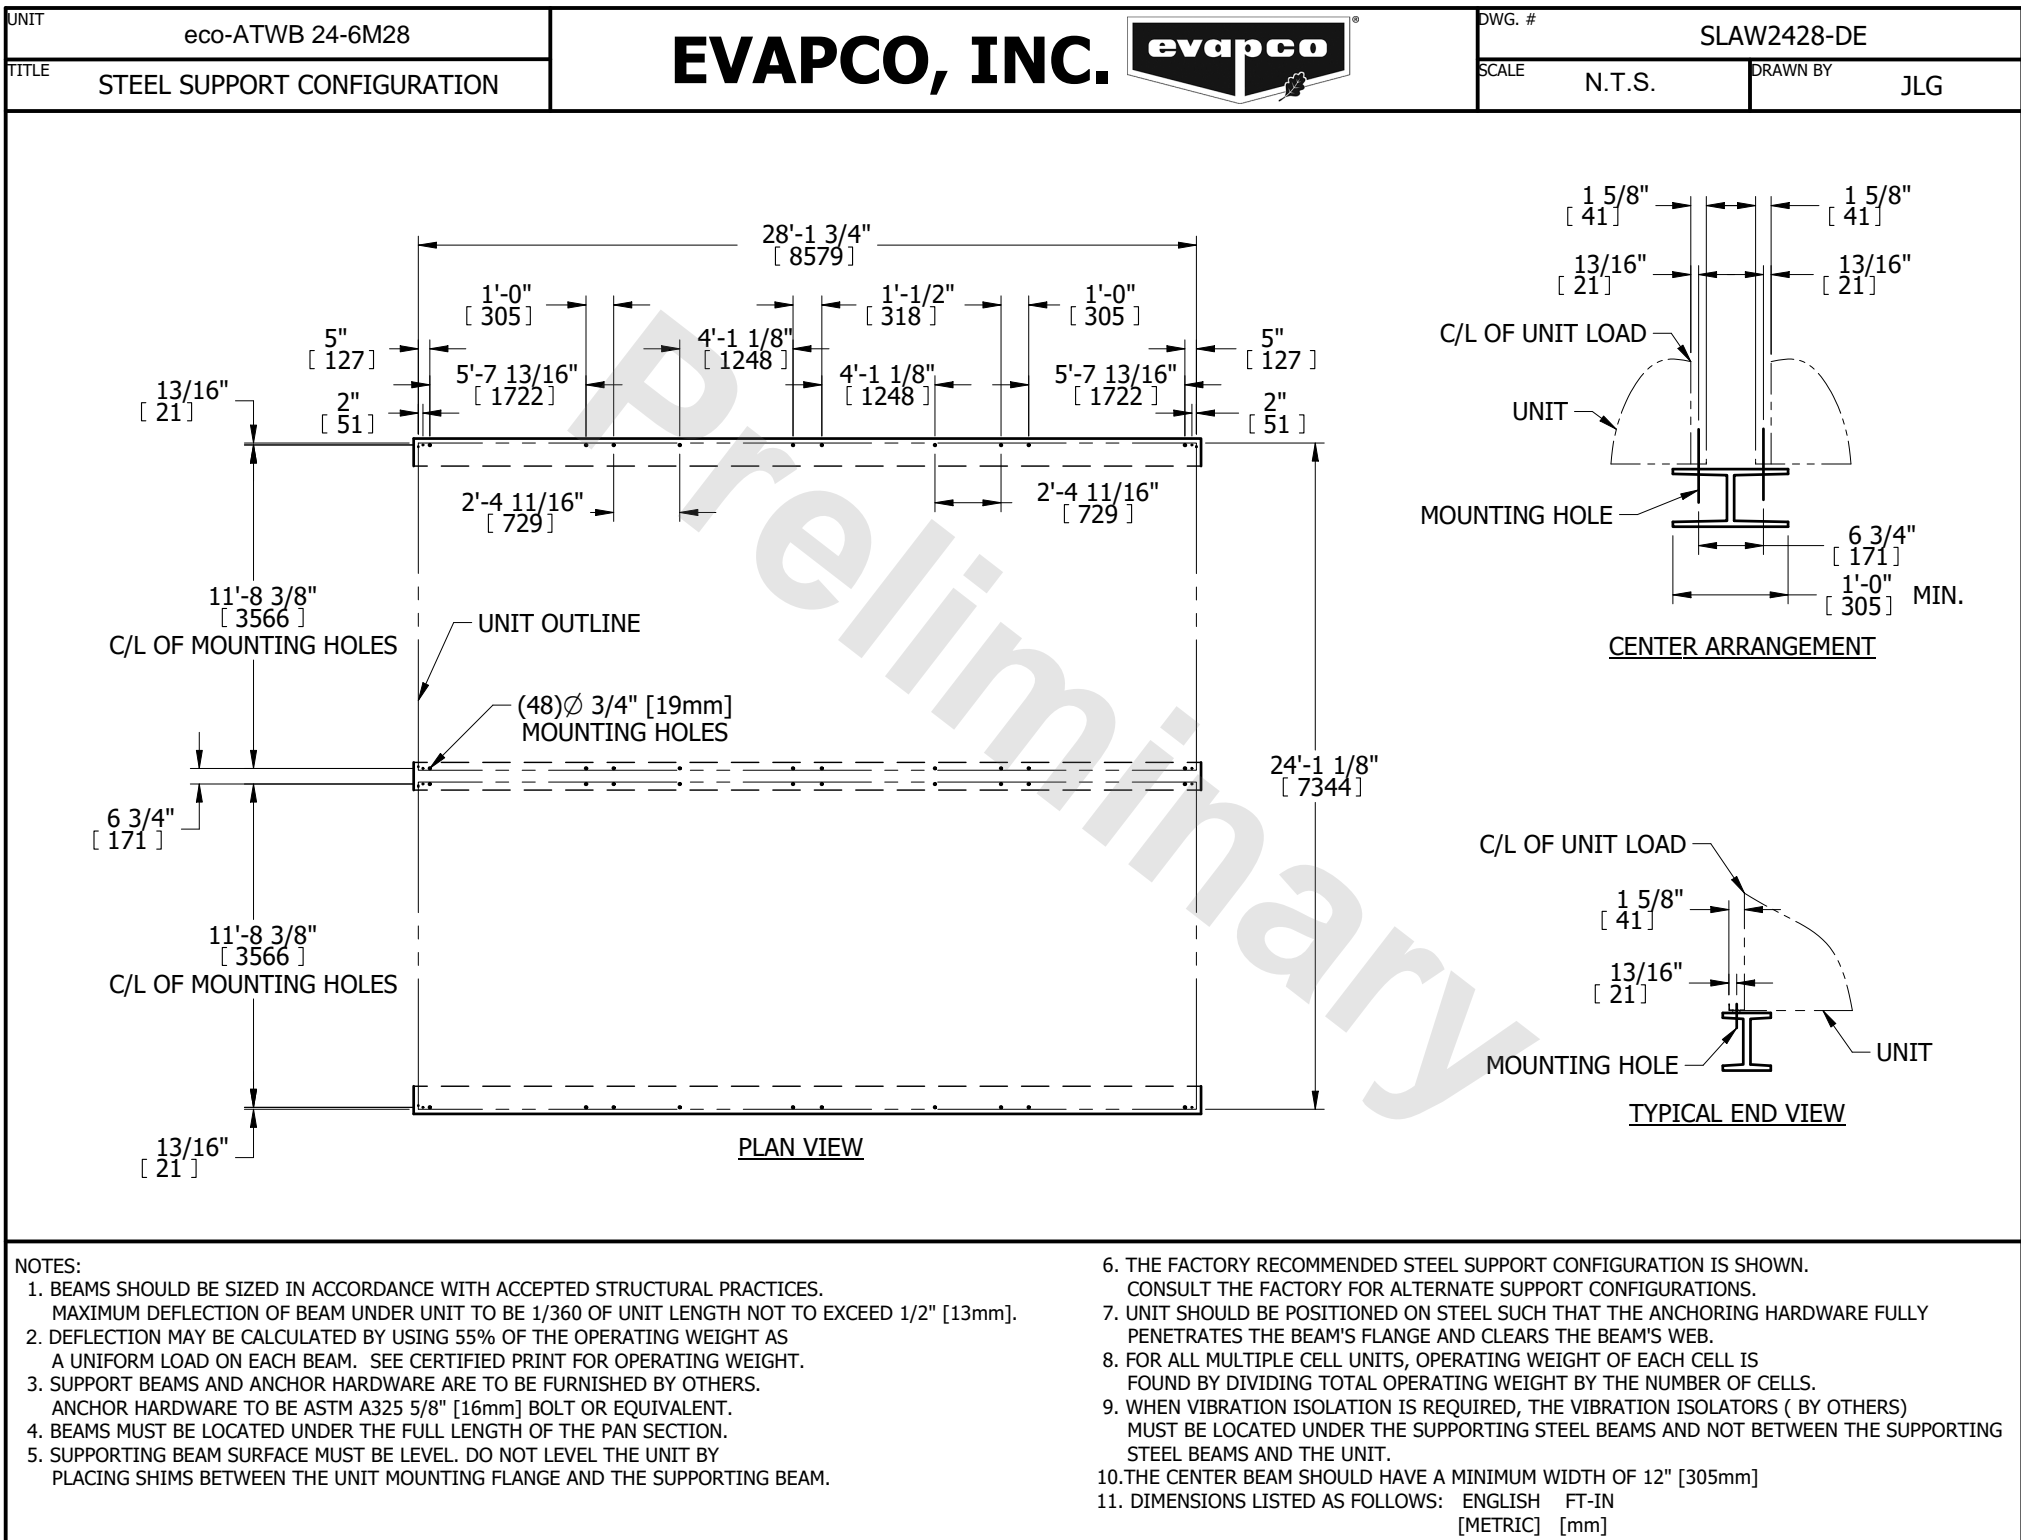 UNIT
eco-ATWB 24-6M28
TITLE
STEEL SUPPORT CONFIGURATION
EVAPCO, INC.
evapco
®
DWG. #
SLAW2428-DE
SCALE
N.T.S.
DRAWN BY
JLG
28'-1 3/4"
[ 8579 ]
1'-0"
[ 305 ]
1'-1/2"
[ 318 ]
1'-0"
[ 305 ]
5"
[ 127 ]
4'-1 1/8"
[ 1248 ]
5"
[ 127 ]
5'-7 13/16"
[ 1722 ]
4'-1 1/8"
[ 1248 ]
5'-7 13/16"
[ 1722 ]
13/16"
[ 21 ]
2"
[ 51 ]
2"
[ 51 ]
2'-4 11/16"
[ 729 ]
2'-4 11/16"
[ 729 ]
11'-8 3/8"
[ 3566 ]
C/L OF MOUNTING HOLES
UNIT OUTLINE
(48)Ø 3/4" [19mm]
MOUNTING HOLES
6 3/4"
[ 171 ]
24'-1 1/8"
[ 7344 ]
11'-8 3/8"
[ 3566 ]
C/L OF MOUNTING HOLES
13/16"
[ 21 ]
PLAN VIEW
Preliminary
1 5/8"
[ 41 ]
1 5/8"
[ 41 ]
13/16"
[ 21 ]
13/16"
[ 21 ]
C/L OF UNIT LOAD
UNIT
MOUNTING HOLE
6 3/4"
[ 171 ]
1'-0"
[ 305 ] MIN.
CENTER ARRANGEMENT
C/L OF UNIT LOAD
1 5/8"
[ 41 ]
13/16"
[ 21 ]
MOUNTING HOLE
UNIT
TYPICAL END VIEW
NOTES:
1. BEAMS SHOULD BE SIZED IN ACCORDANCE WITH ACCEPTED STRUCTURAL PRACTICES.
MAXIMUM DEFLECTION OF BEAM UNDER UNIT TO BE 1/360 OF UNIT LENGTH NOT TO EXCEED 1/2" [13mm].
2. DEFLECTION MAY BE CALCULATED BY USING 55% OF THE OPERATING WEIGHT AS
A UNIFORM LOAD ON EACH BEAM. SEE CERTIFIED PRINT FOR OPERATING WEIGHT.
3. SUPPORT BEAMS AND ANCHOR HARDWARE ARE TO BE FURNISHED BY OTHERS.
ANCHOR HARDWARE TO BE ASTM A325 5/8" [16mm] BOLT OR EQUIVALENT.
4. BEAMS MUST BE LOCATED UNDER THE FULL LENGTH OF THE PAN SECTION.
5. SUPPORTING BEAM SURFACE MUST BE LEVEL. DO NOT LEVEL THE UNIT BY
PLACING SHIMS BETWEEN THE UNIT MOUNTING FLANGE AND THE SUPPORTING BEAM.
6. THE FACTORY RECOMMENDED STEEL SUPPORT CONFIGURATION IS SHOWN.
CONSULT THE FACTORY FOR ALTERNATE SUPPORT CONFIGURATIONS.
7. UNIT SHOULD BE POSITIONED ON STEEL SUCH THAT THE ANCHORING HARDWARE FULLY
PENETRATES THE BEAM'S FLANGE AND CLEARS THE BEAM'S WEB.
8. FOR ALL MULTIPLE CELL UNITS, OPERATING WEIGHT OF EACH CELL IS
FOUND BY DIVIDING TOTAL OPERATING WEIGHT BY THE NUMBER OF CELLS.
9. WHEN VIBRATION ISOLATION IS REQUIRED, THE VIBRATION ISOLATORS ( BY OTHERS)
MUST BE LOCATED UNDER THE SUPPORTING STEEL BEAMS AND NOT BETWEEN THE SUPPORTING
STEEL BEAMS AND THE UNIT.
10.THE CENTER BEAM SHOULD HAVE A MINIMUM WIDTH OF 12" [305mm]
11. DIMENSIONS LISTED AS FOLLOWS: ENGLISH FT-IN
[METRIC] [mm]